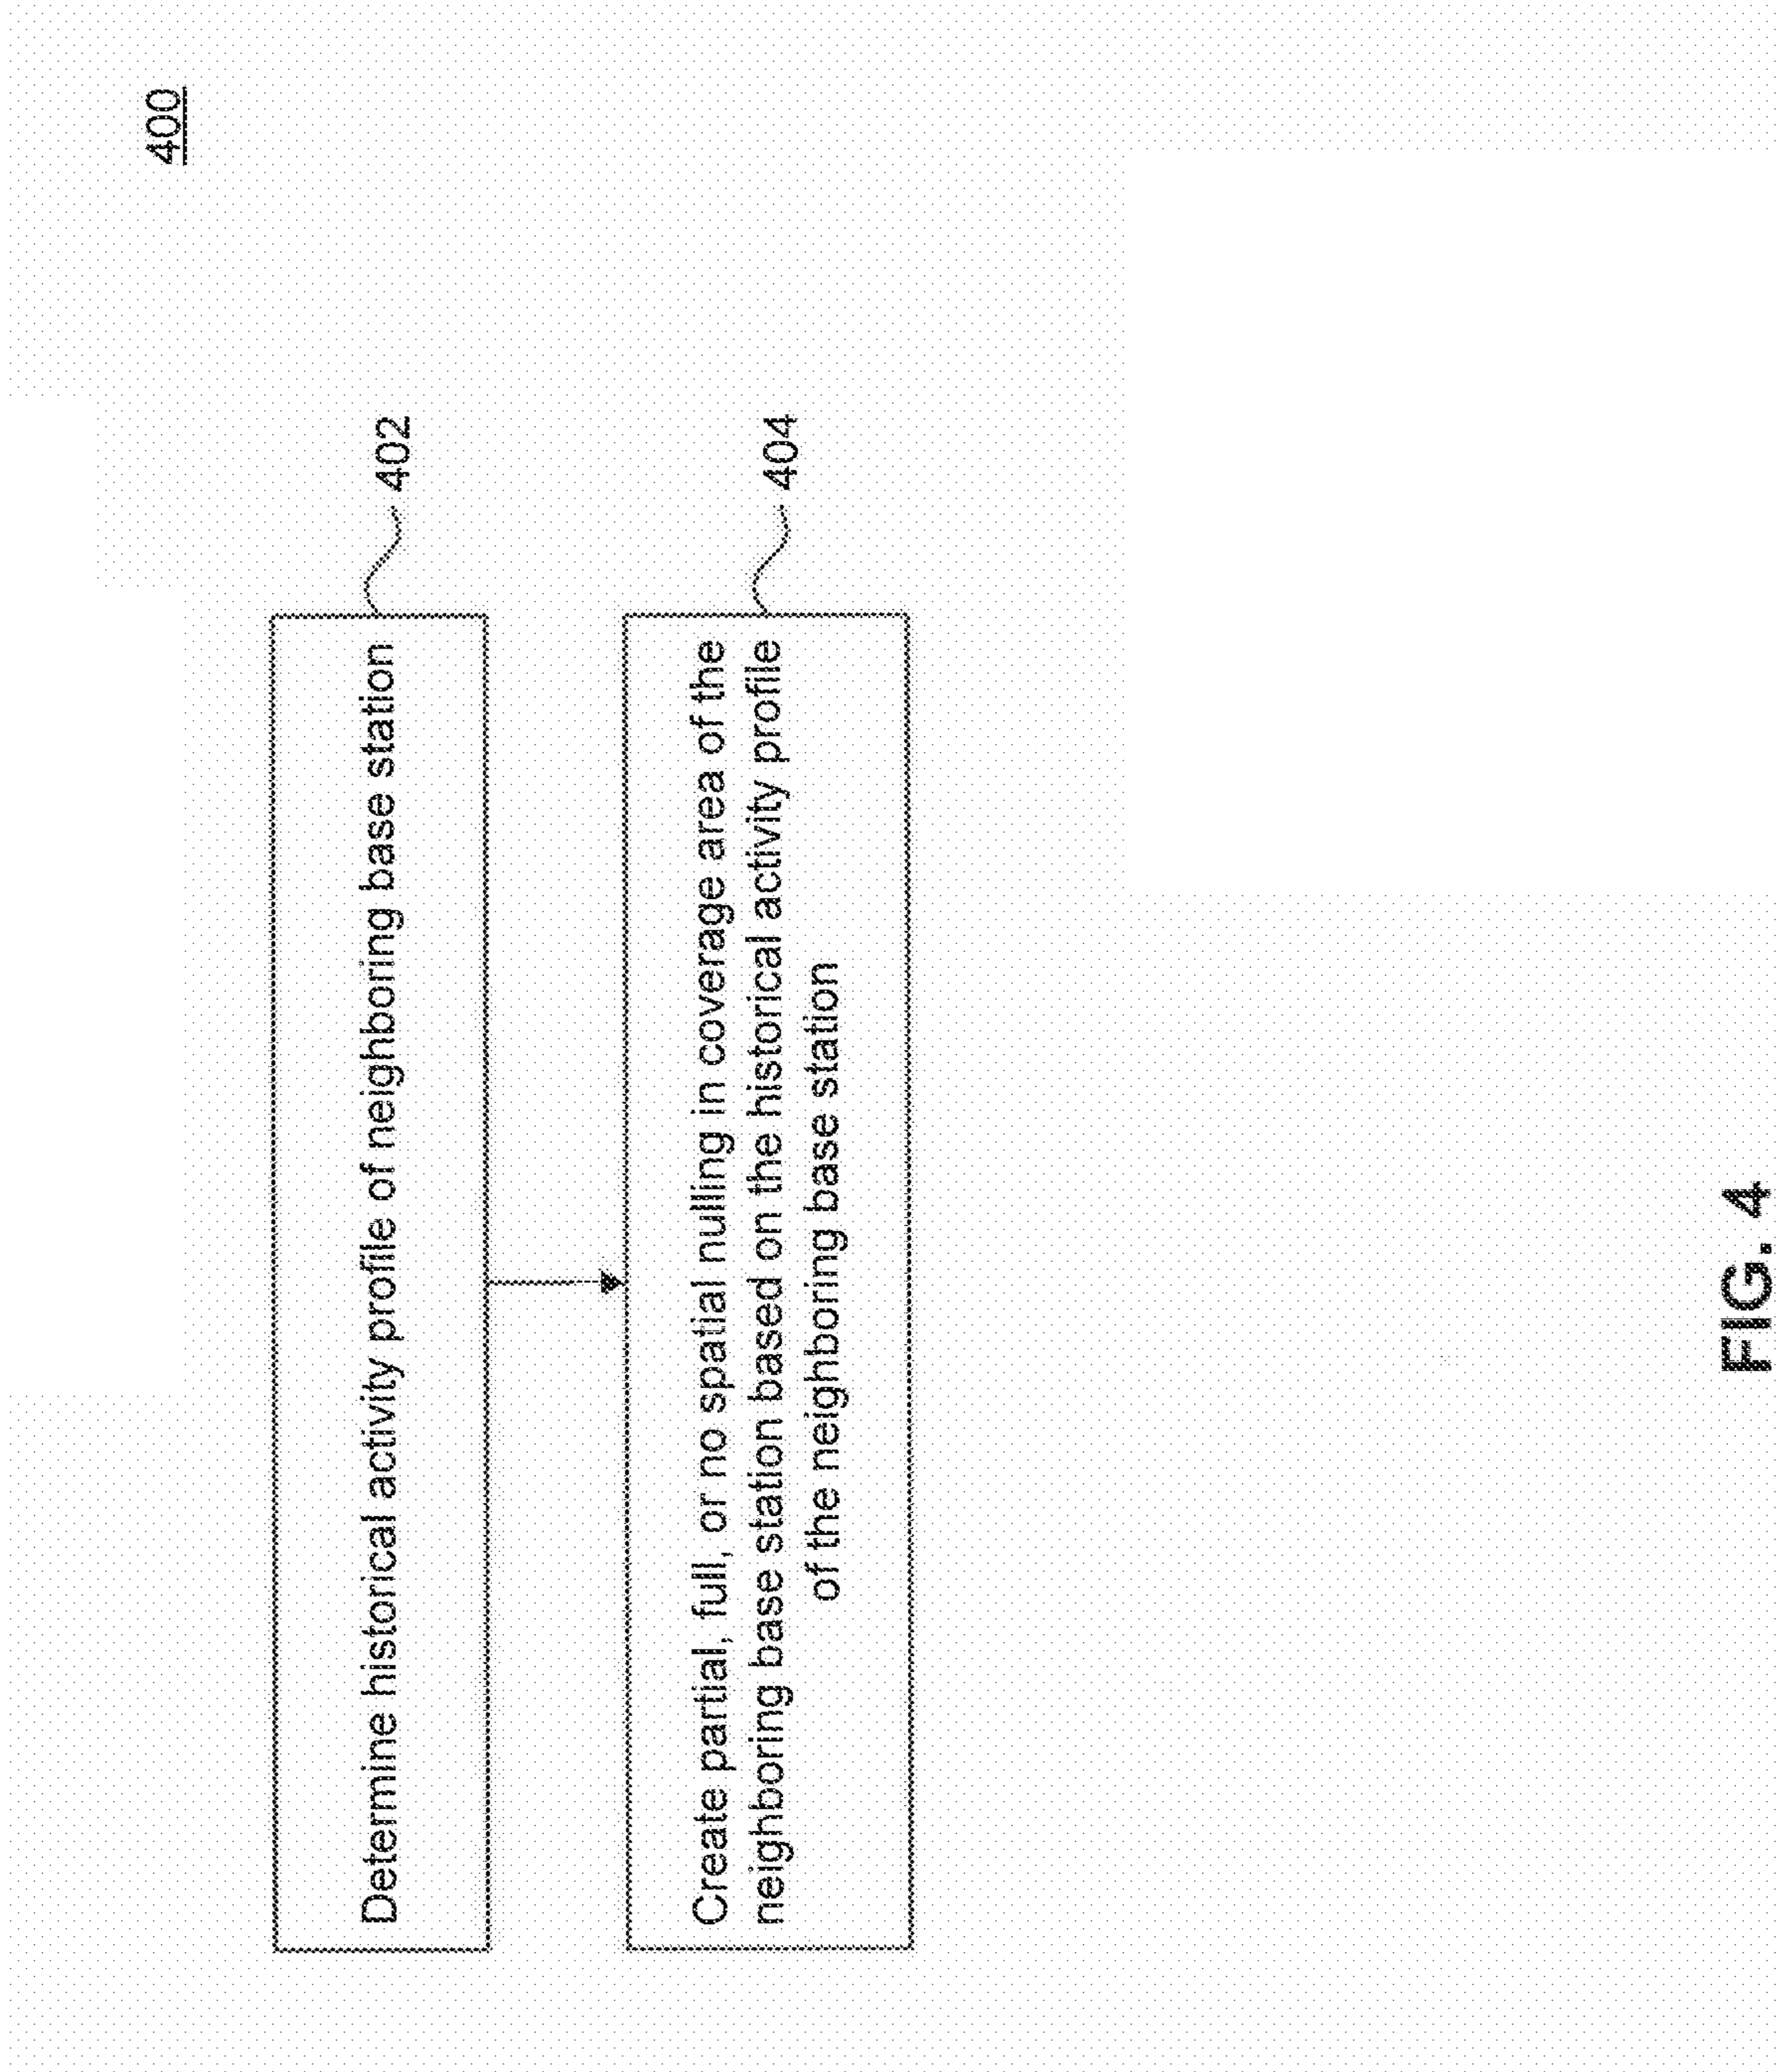 400
Determine historical activity profile of neighboring base station
402
Create partial, full, or no spatial nulling in coverage area of the
neighboring base station based on the historical activity profile
of the neighboring base station
404
FIG. 4